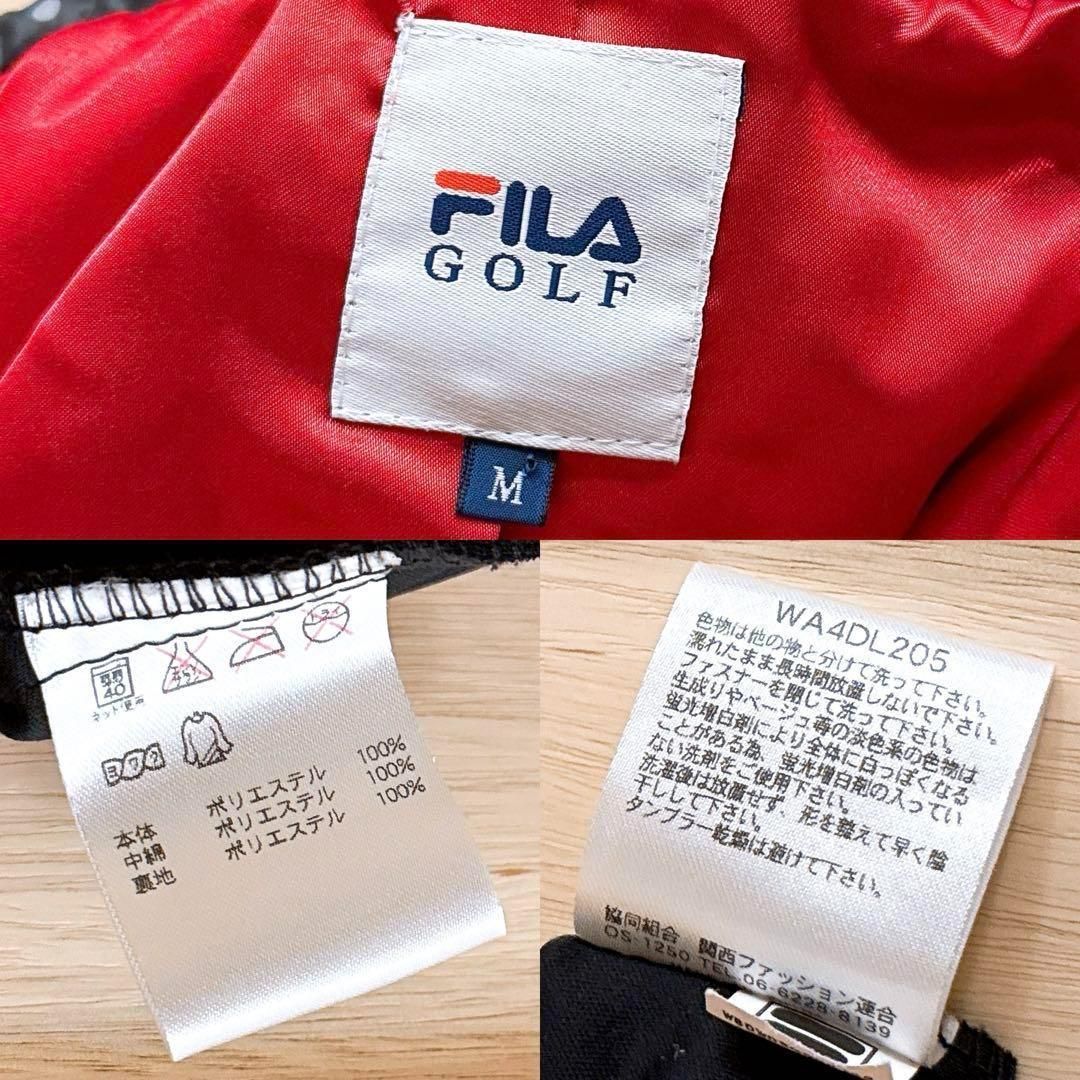 FILA
GOLF
M
弱
40
ネット使用
エンソサラシ
ドライ
ヨワク
本体 ポリエステル 100%
中綿 ポリエステル 100%
裏地 ポリエステル 100%
WA4DL205
色物は他の物と分けて洗って下さい。
濡れたまま長時間放置しないで下さい。
ファスナーを閉じて洗って下さい。
生成りやベージュ等の淡色系の色物は
蛍光増白剤により全体に白っぽくなる
ことがある為、蛍光増白剤の入ってい
ない洗剤をご使用下さい。
洗濯後は放置せず、形を整えて早く陰
干しして下さい。
タンブラー乾燥は避けて下さい。
協同組合 関西ファッション連合
OS-1250 TEL.06-6228-8139